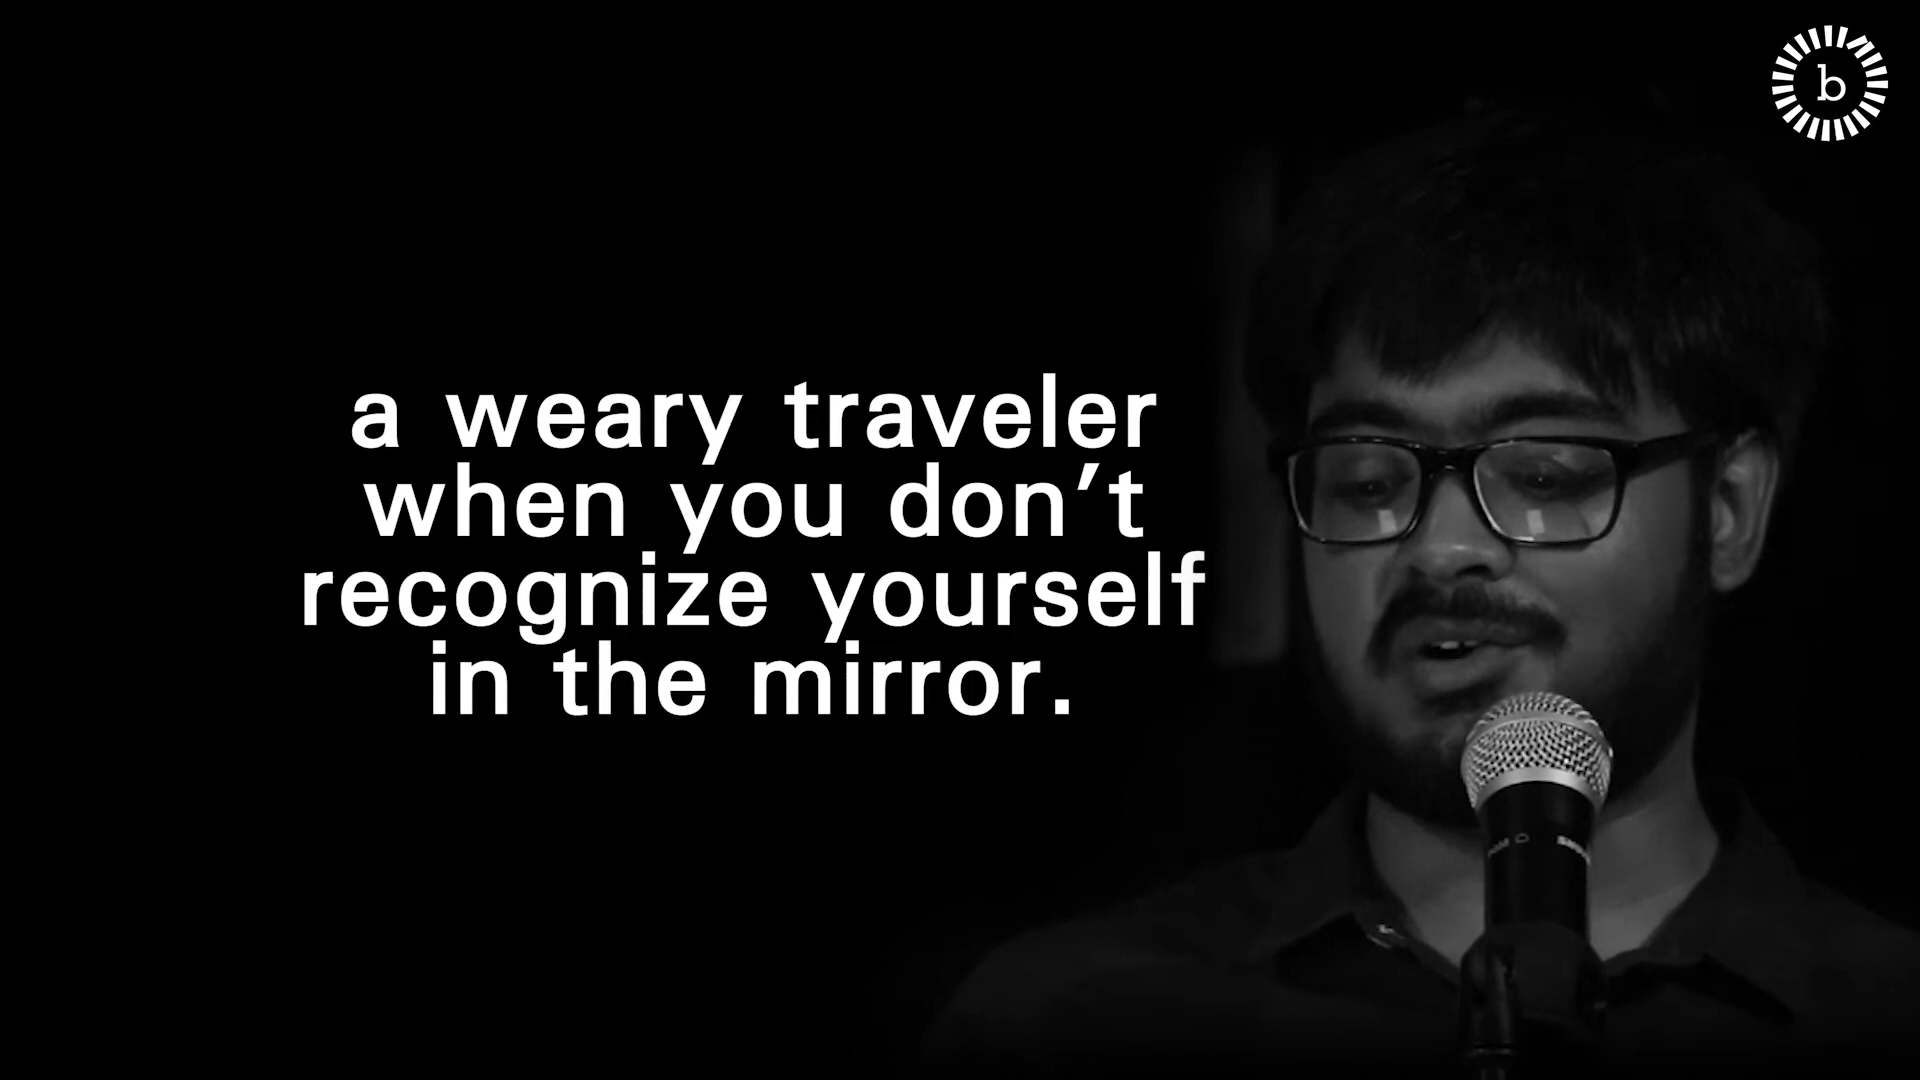 b
a weary traveler
when you don’t
recognize yourself
in the mirror.